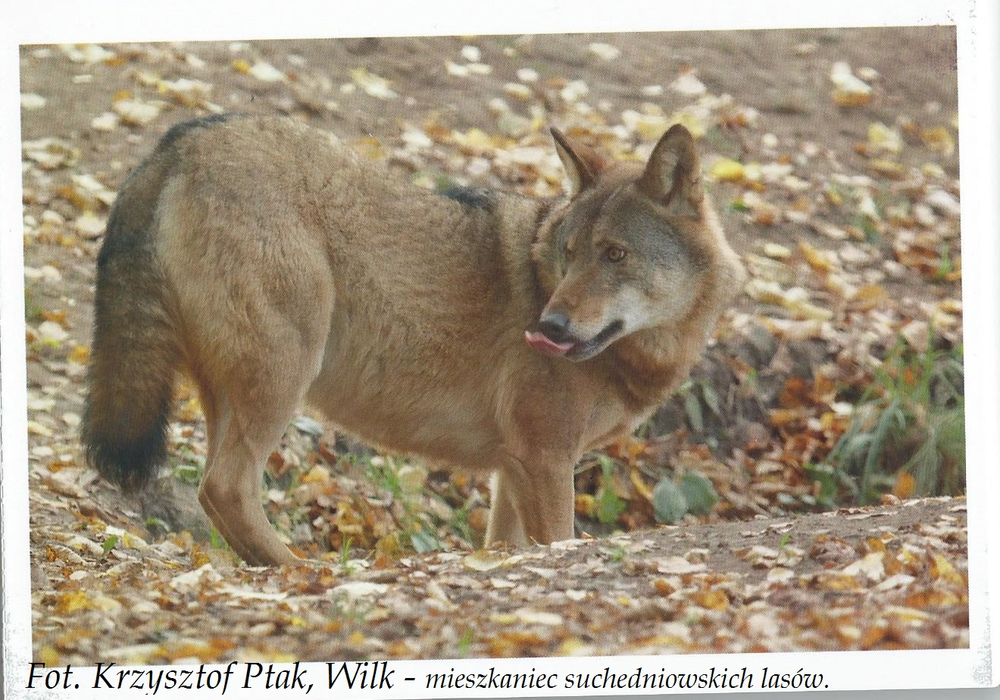 Fot. Krzysztof Ptak, Wilk - mieszkaniec suchedniowskich lasów.